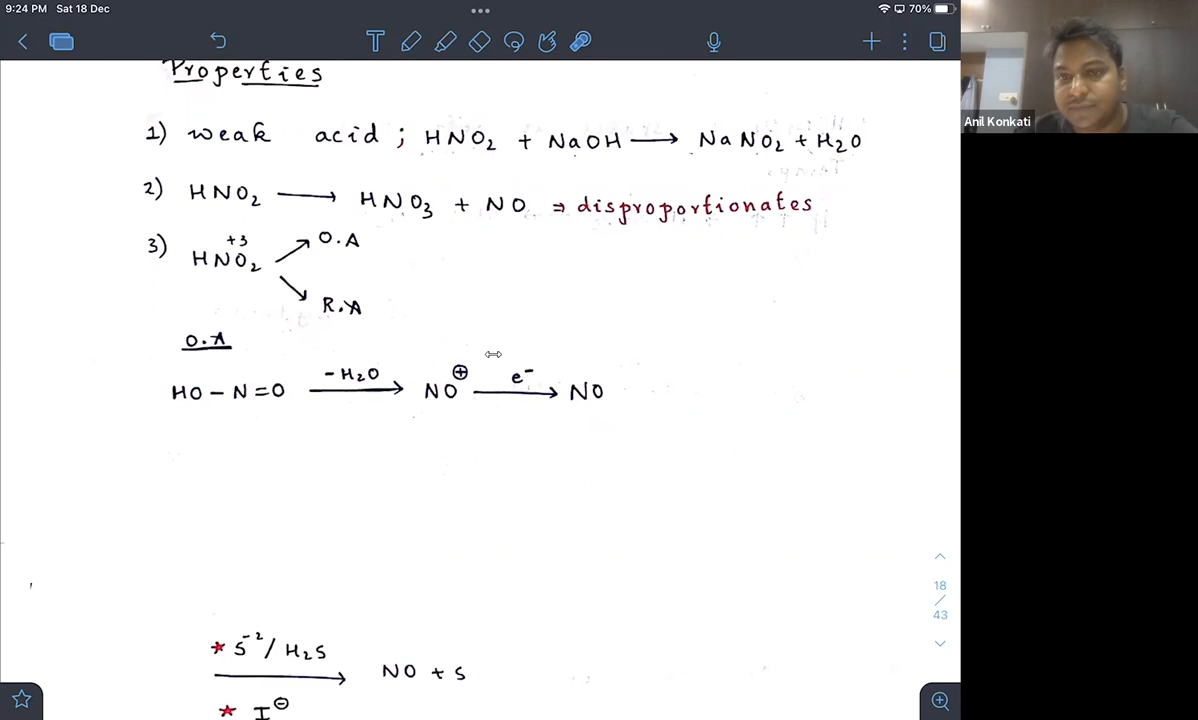 9:24 PM Sat 18 Dec
70%
Anil Konkati
Properties
1) weak acid ; HNO2 + NaOH → NaNO2 + H2O
2) HNO2 → HNO3 + NO ⇒ disproportionates
3) HNO2 +3
O.A
R.A
O.A
HO - N = O -H2O → NO⊕ e⁻ → NO
18
/
43
* S⁻² / H2S → NO + S
* I⊖